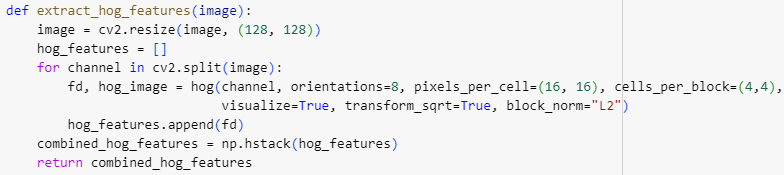 def extract_hog_features(image):
    image = cv2.resize(image, (128, 128))
    hog_features = []
    for channel in cv2.split(image):
        fd, hog_image = hog(channel, orientations=8, pixels_per_cell=(16, 16), cells_per_block=(4,4),
                            visualize=True, transform_sqrt=True, block_norm="L2")
        hog_features.append(fd)
    combined_hog_features = np.hstack(hog_features)
    return combined_hog_features